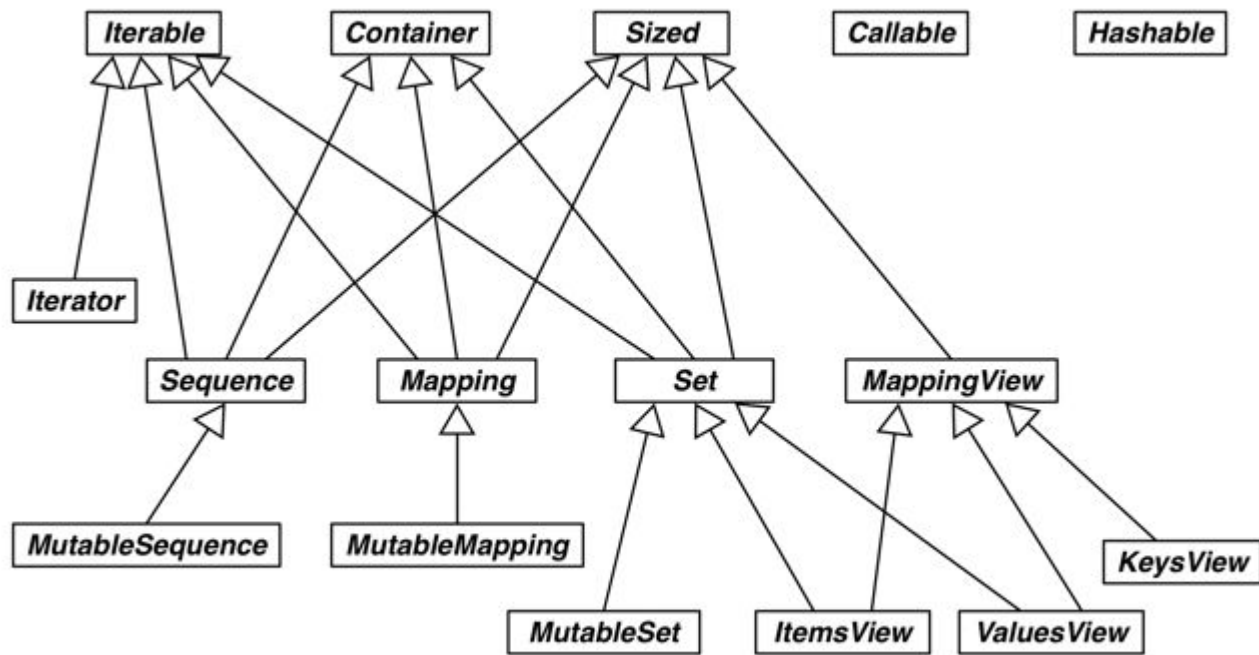 Iterable
Container
Sized
Callable
Hashable
Iterator
Sequence
Mapping
Set
MappingView
MutableSequence
MutableMapping
KeysView
MutableSet
ItemsView
ValuesView